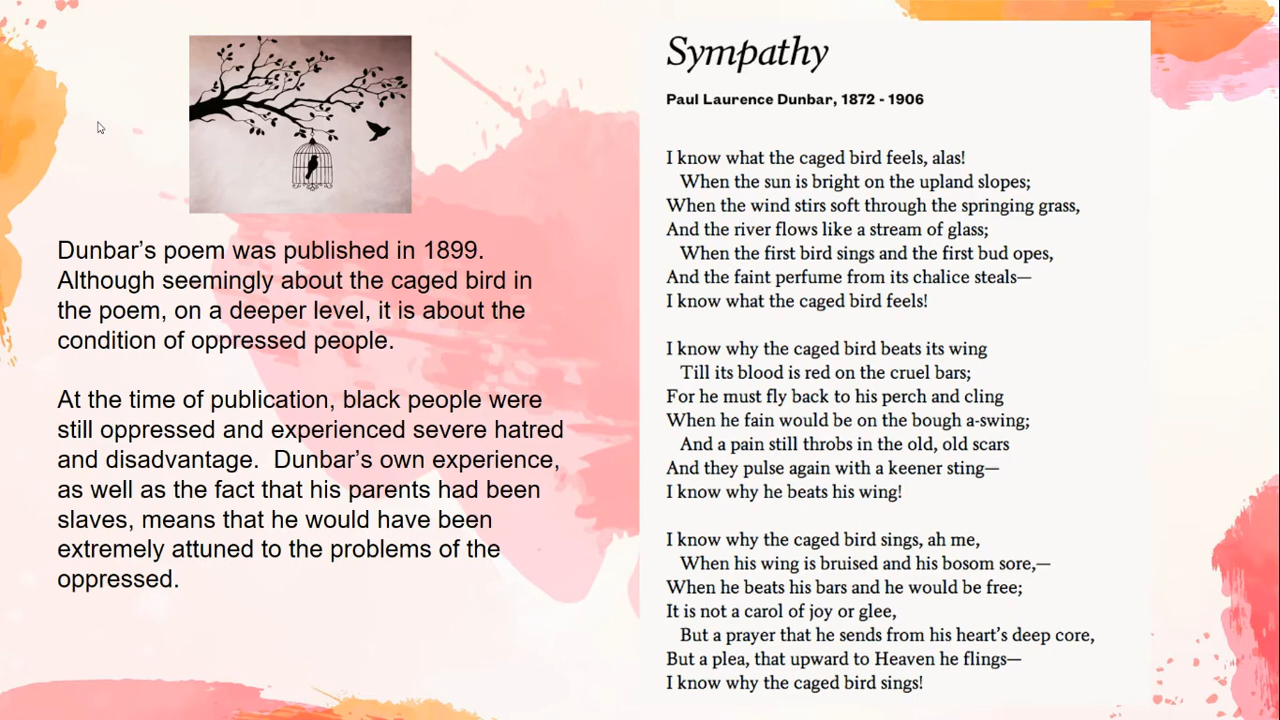 Dunbar’s poem was published in 1899.
Although seemingly about the caged bird in
the poem, on a deeper level, it is about the
condition of oppressed people.
At the time of publication, black people were
still oppressed and experienced severe hatred
and disadvantage.  Dunbar’s own experience,
as well as the fact that his parents had been
slaves, means that he would have been
extremely attuned to the problems of the
oppressed.
Sympathy
Paul Laurence Dunbar, 1872 - 1906
I know what the caged bird feels, alas!
When the sun is bright on the upland slopes;
When the wind stirs soft through the springing grass,
And the river flows like a stream of glass;
When the first bird sings and the first bud opes,
And the faint perfume from its chalice steals—
I know what the caged bird feels!
I know why the caged bird beats its wing
Till its blood is red on the cruel bars;
For he must fly back to his perch and cling
When he fain would be on the bough a-swing;
And a pain still throbs in the old, old scars
And they pulse again with a keener sting—
I know why he beats his wing!
I know why the caged bird sings, ah me,
When his wing is bruised and his bosom sore,—
When he beats his bars and he would be free;
It is not a carol of joy or glee,
But a prayer that he sends from his heart’s deep core,
But a plea, that upward to Heaven he flings—
I know why the caged bird sings!